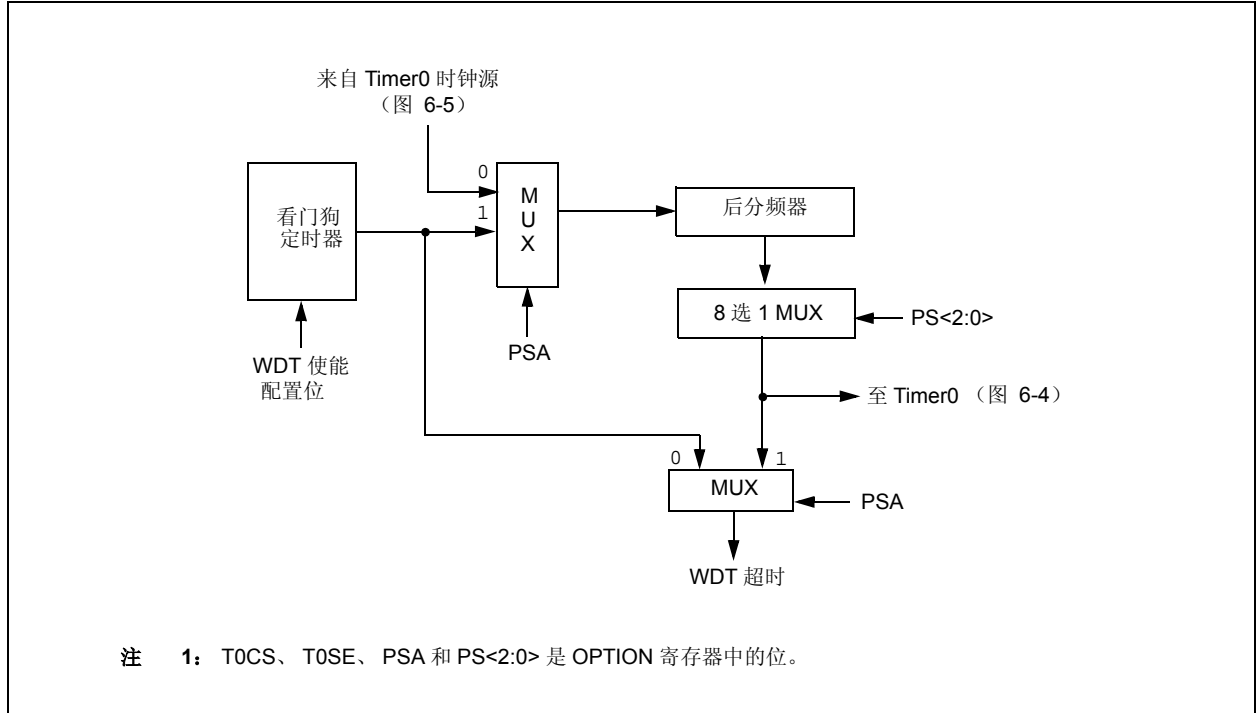 来自 Timer0 时钟源
（图 6-5）
看门狗
定时器
0
1
M
U
X
后分频器
8 选 1 MUX
PS<2:0>
WDT 使能
配置位
PSA
至 Timer0 （图 6-4）
0
1
MUX
PSA
WDT 超时
注 1： T0CS、 T0SE、 PSA 和 PS<2:0> 是 OPTION 寄存器中的位。